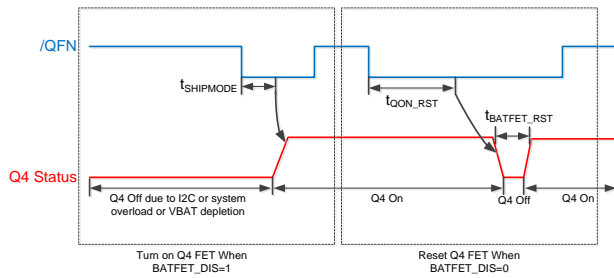 /QFN
tSHIPMODE
tQON_RST
tBATFET_RST
Q4 Status
Q4 Off due to I2C or system
overload or VBAT depletion
Q4 On
Q4 Off
Q4 On
Turn on Q4 FET When
BATFET_DIS=1
Reset Q4 FET When
BATFET_DIS=0